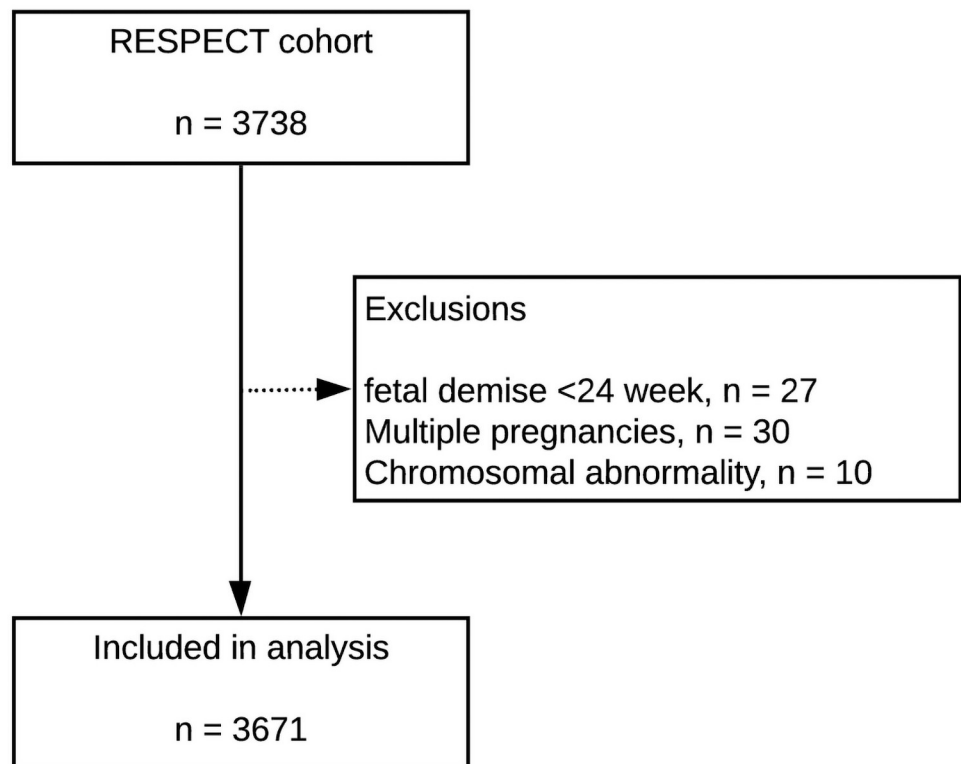 RESPECT cohort
n = 3738
Exclusions
fetal demise <24 week, n = 27
Multiple pregnancies, n = 30
Chromosomal abnormality, n = 10
Included in analysis
n = 3671